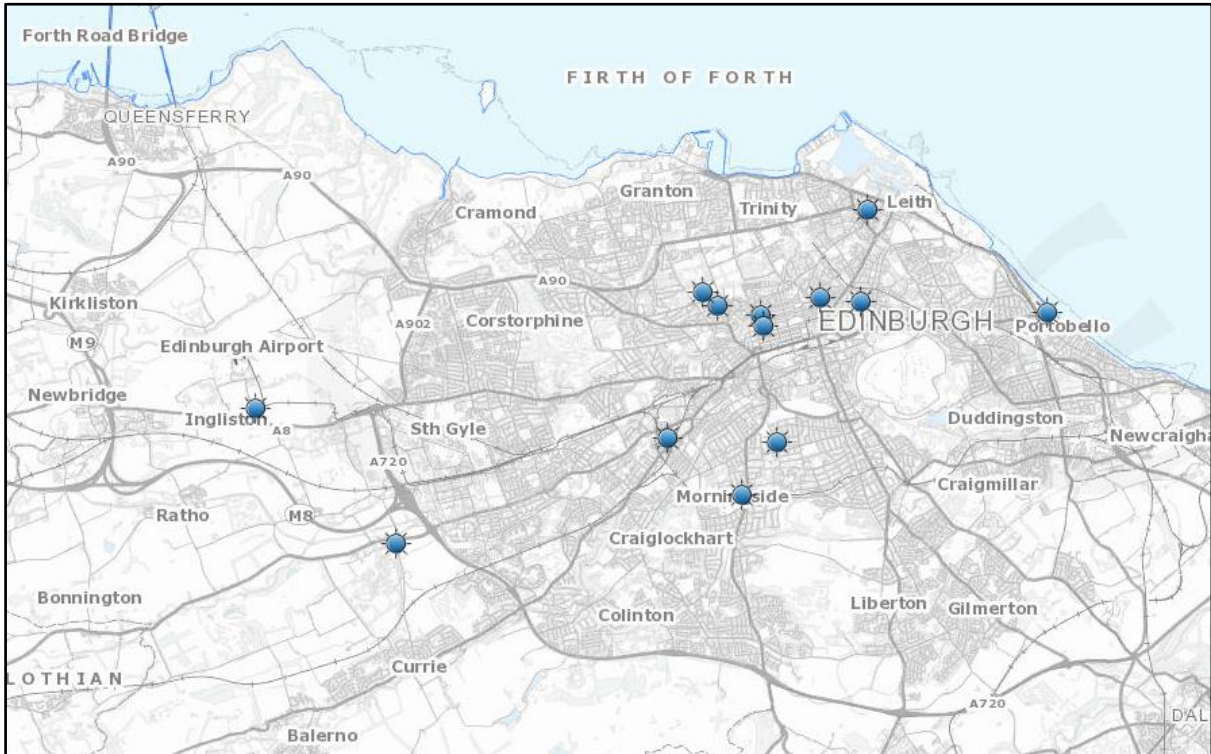 Forth Road Bridge
FIRTH OF FORTH
QUEENSFERRY
A90
A90
Granton
Cramond
Trinity
Leith
A90
Kirkliston
A902
Corstorphine
EDINBURGH
Portobello
M9
Edinburgh Airport
Newbridge
Ingliston
A8
Sth Gyle
Duddingston
Newcraigha
A720
Craigmillar
Morningside
Ratho
M8
Craiglockhart
Bonnington
Colinton
Liberton
Gilmerton
Currie
LOTHIAN
A720
DAL
Balerno